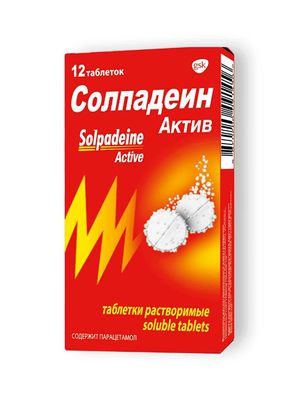 12 таблеток
gsk
Солпадеин
Актив
Solpadeine
Active
таблетки растворимые
soluble tablets
СОДЕРЖИТ ПАРАЦЕТАМОЛ